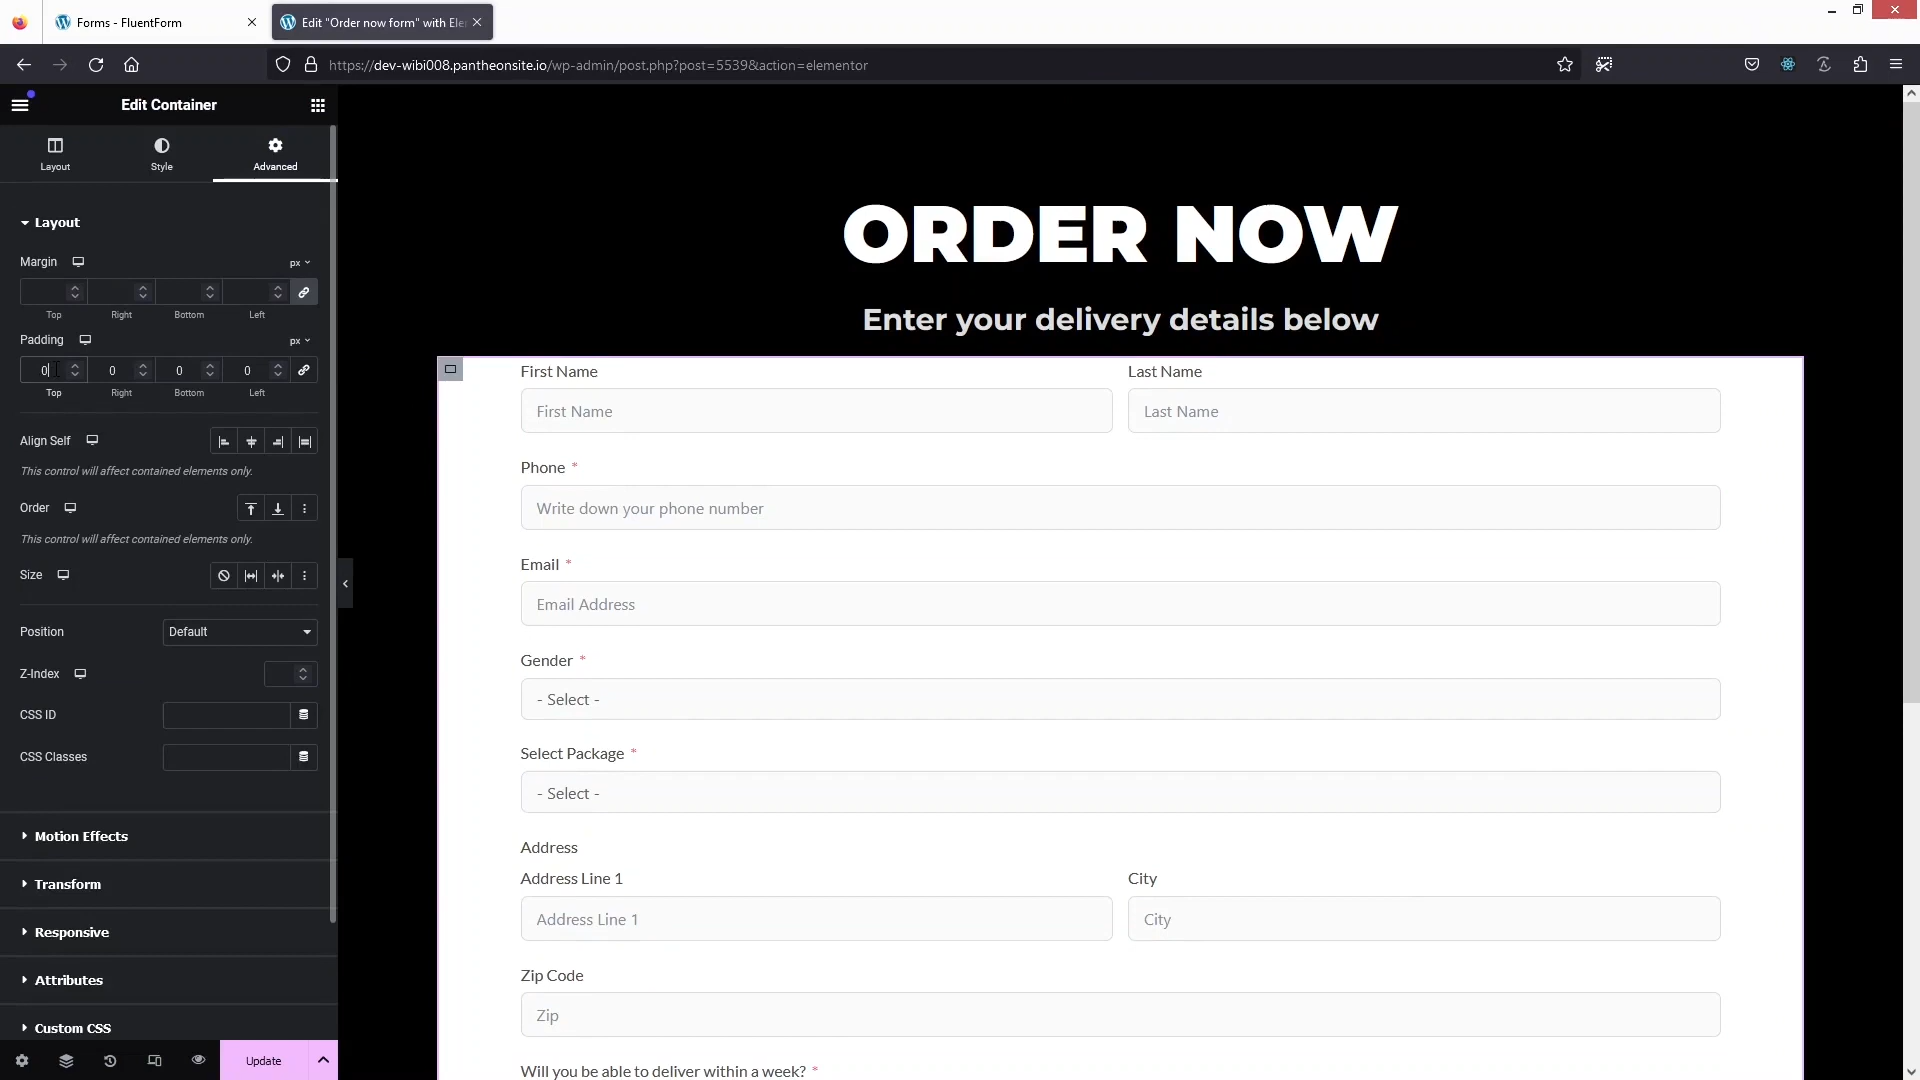 Forms - FluentForm
Edit "Order now form" with Ele
https://dev-wibi008.pantheonsite.io/wp-admin/post.php?post=5539&action=elementor
Edit Container
Layout
Style
Advanced
Layout
Margin
px
Top
Right
Bottom
Left
Padding
px
0
0
0
0
Top
Right
Bottom
Left
Align Self
This control will affect contained elements only.
Order
This control will affect contained elements only.
Size
Position
Default
Z-Index
CSS ID
CSS Classes
Motion Effects
Transform
Responsive
Attributes
Custom CSS
Update
ORDER NOW
Enter your delivery details below
First Name
Last Name
First Name
Last Name
Phone *
Write down your phone number
Email *
Email Address
Gender *
- Select -
Select Package *
- Select -
Address
Address Line 1
City
Address Line 1
City
Zip Code
Zip
Will you be able to deliver within a week? *